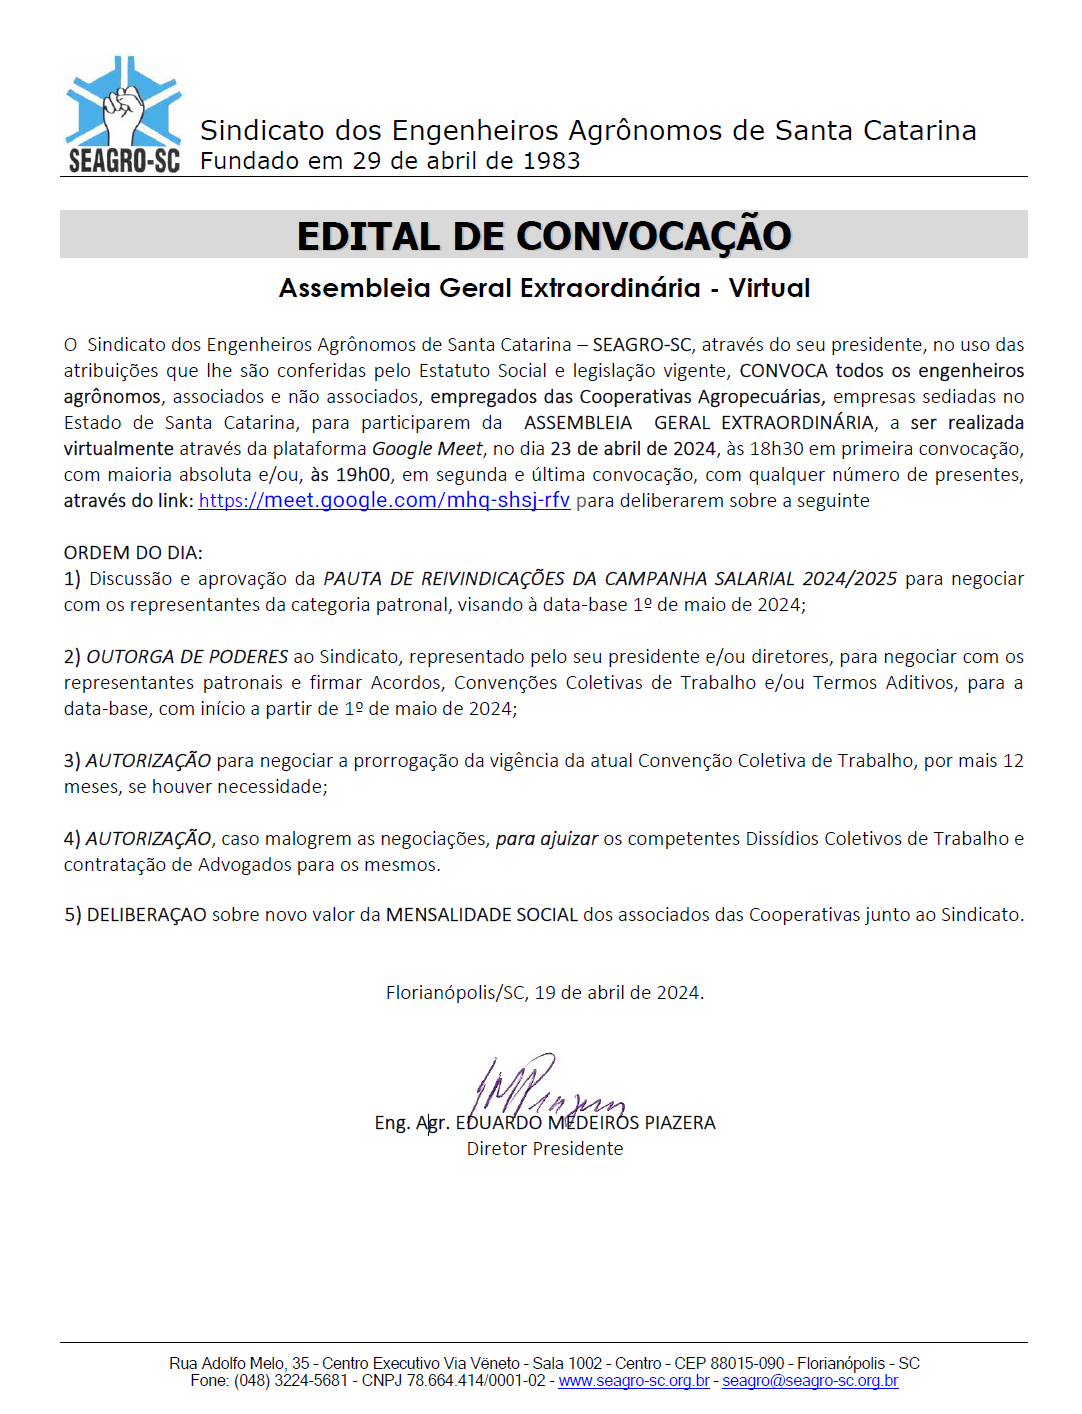 SEAGRO-SC
Sindicato dos Engenheiros Agrônomos de Santa Catarina
Fundado em 29 de abril de 1983
EDITAL DE CONVOCAÇÃO
Assembleia Geral Extraordinária - Virtual
O  Sindicato dos Engenheiros Agrônomos de Santa Catarina – SEAGRO-SC, através do seu presidente, no uso das
atribuições que lhe são conferidas pelo Estatuto Social e legislação vigente, CONVOCA todos os engenheiros
agrônomos, associados e não associados, empregados das Cooperativas Agropecuárias, empresas sediadas no
Estado de Santa Catarina, para participarem da  ASSEMBLEIA  GERAL EXTRAORDINÁRIA, a ser realizada
virtualmente através da plataforma Google Meet, no dia 23 de abril de 2024, às 18h30 em primeira convocação,
com maioria absoluta e/ou, às 19h00, em segunda e última convocação, com qualquer número de presentes,
através do link: https://meet.google.com/mhq-shsj-rfv para deliberarem sobre a seguinte
ORDEM DO DIA:
1) Discussão e aprovação da PAUTA DE REIVINDICAÇÕES DA CAMPANHA SALARIAL 2024/2025 para negociar
com os representantes da categoria patronal, visando à data-base 1º de maio de 2024;
2) OUTORGA DE PODERES ao Sindicato, representado pelo seu presidente e/ou diretores, para negociar com os
representantes patronais e firmar Acordos, Convenções Coletivas de Trabalho e/ou Termos Aditivos, para a
data-base, com início a partir de 1º de maio de 2024;
3) AUTORIZAÇÃO para negociar a prorrogação da vigência da atual Convenção Coletiva de Trabalho, por mais 12
meses, se houver necessidade;
4) AUTORIZAÇÃO, caso malogrem as negociações, para ajuizar os competentes Dissídios Coletivos de Trabalho e
contratação de Advogados para os mesmos.
5) DELIBERAÇAO sobre novo valor da MENSALIDADE SOCIAL dos associados das Cooperativas junto ao Sindicato.
Florianópolis/SC, 19 de abril de 2024.
Eng. Agr. EDUARDO MEDEIROS PIAZERA
Diretor Presidente
Rua Adolfo Melo, 35 - Centro Executivo Via Vêneto - Sala 1002 - Centro - CEP 88015-090 - Florianópolis - SC
Fone: (048) 3224-5681 - CNPJ 78.664.414/0001-02 - www.seagro-sc.org.br - seagro@seagro-sc.org.br